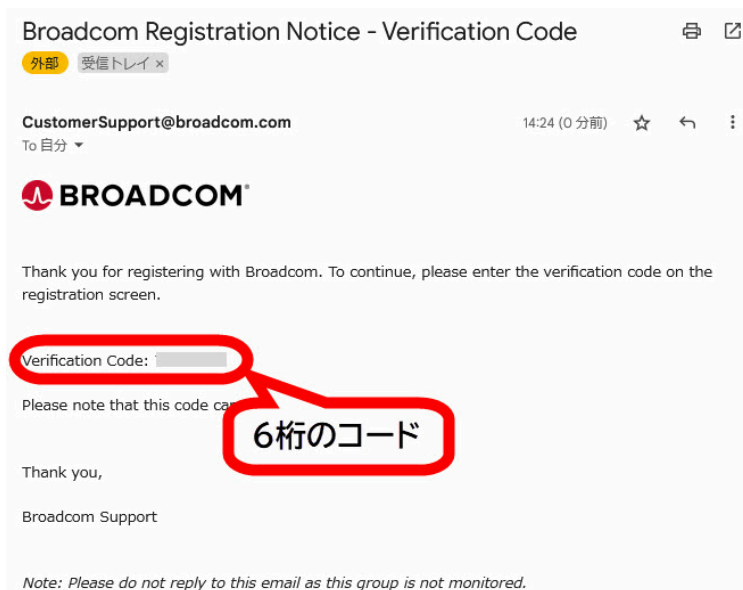 Broadcom Registration Notice - Verification Code
外部 受信トレイ ×
CustomerSupport@broadcom.com 14:24 (0 分前)
To 自分
BROADCOM
Thank you for registering with Broadcom. To continue, please enter the verification code on the
registration screen.
Verification Code:
Please note that this code
6桁のコード
Thank you,
Broadcom Support
Note: Please do not reply to this email as this group is not monitored.